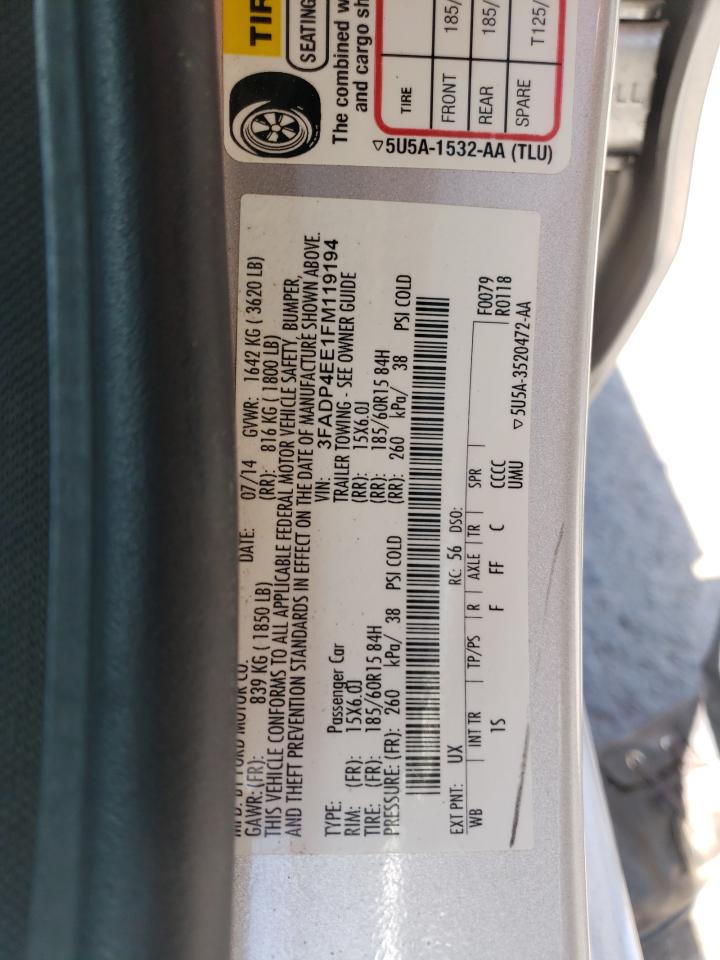 TIR
SEATING
The combined w
and cargo sh
TIRE
FRONT 185/
REAR 185/
SPARE T125/
▽5U5A-1532-AA (TLU)
MFD. BY FORD MOTOR CO.
DATE: 07/14 GVWR: 1642 KG ( 3620 LB)
GAWR: (FR): 839 KG ( 1850 LB) (RR): 816 KG ( 1800 LB)
THIS VEHICLE CONFORMS TO ALL APPLICABLE FEDERAL MOTOR VEHICLE SAFETY, BUMPER,
AND THEFT PREVENTION STANDARDS IN EFFECT ON THE DATE OF MANUFACTURE SHOWN ABOVE.
VIN: 3FADP4EE1FM119194
TYPE: Passenger Car TRAILER TOWING - SEE OWNER GUIDE
RIM: (FR): 15X6.0J (RR): 15X6.0J
TIRE: (FR): 185/60R15 84H (RR): 185/60R15 84H
PRESSURE: (FR): 260 kPa/ 38 PSI COLD (RR): 260 kPa/ 38 PSI COLD
EXT PNT: UX RC: 56 DSO:
WB INT TR TP/PS R AXLE TR SPR F0079
1S F FF C CCCC R0118
UMU
▽5U5A-3520472-AA
LL